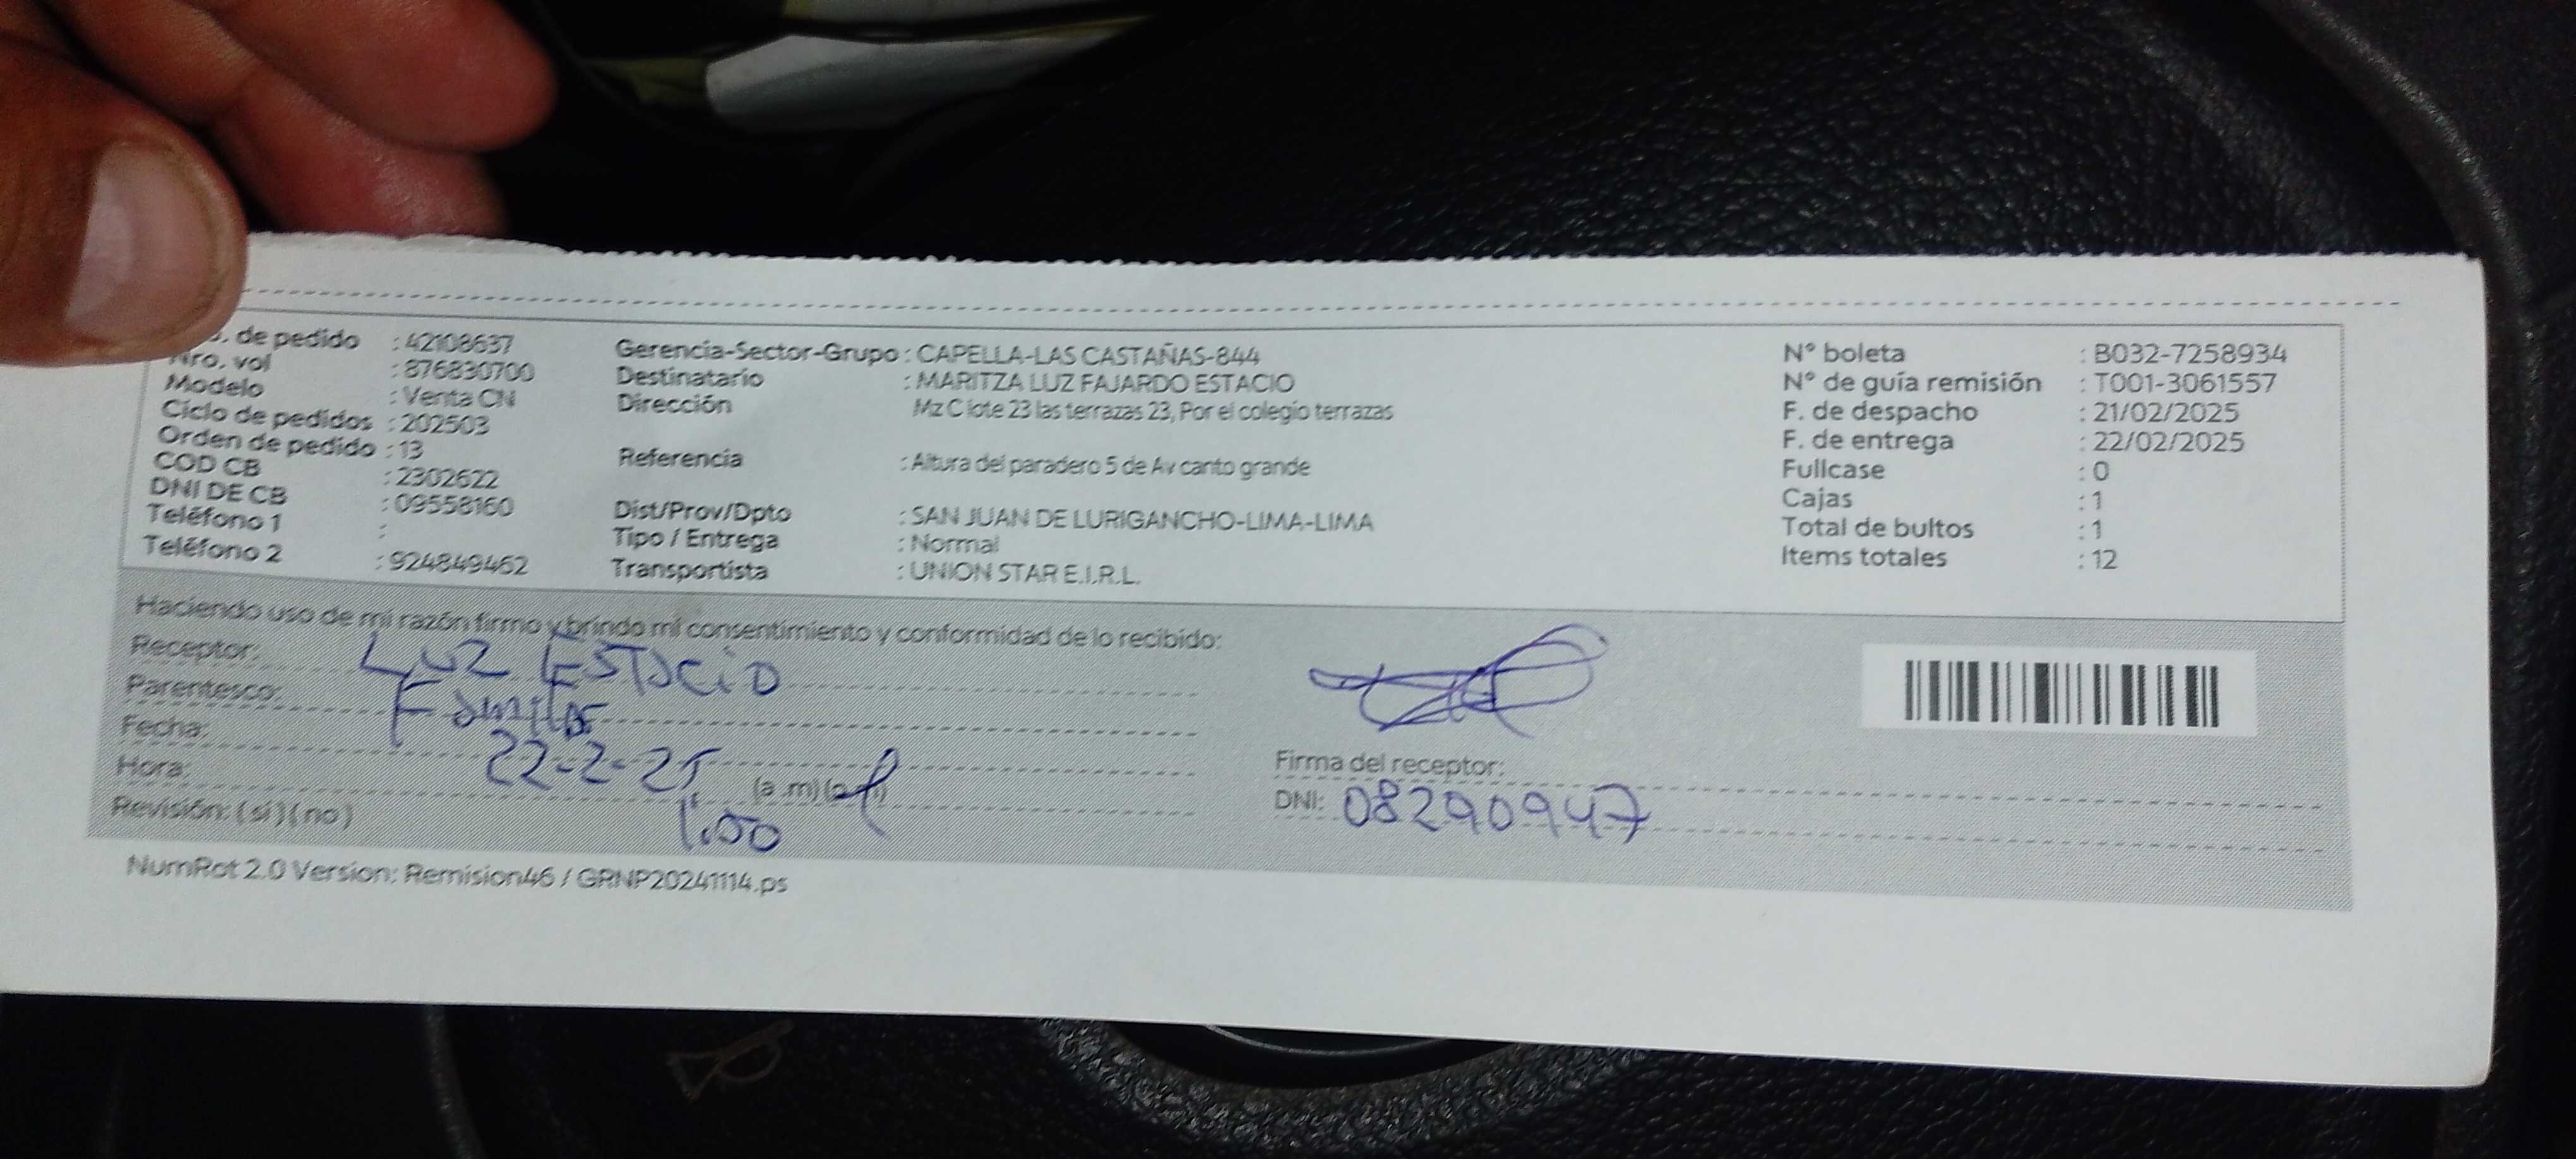 . de pedido : 42108637
Nro. vol : 876830700
Modelo : Venta CN
Ciclo de pedidos : 202503
Orden de pedido : 13
COD CB : 2302622
DNI DE CB : 09558160
Teléfono 1 :
Teléfono 2 : 924849462
Gerencia-Sector-Grupo : CAPELLA-LAS CASTAÑAS-844
Destinatario : MARITZA LUZ FAJARDO ESTACIO
Dirección Mz C lote 23 las terrazas 23, Por el colegio terrazas
Referencia : Altura del paradero 5 de Av canto grande
Dist/Prov/Dpto : SAN JUAN DE LURIGANCHO-LIMA-LIMA
Tipo / Entrega : Normal
Transportista : UNION STAR E.I.R.L.
N° boleta : B032-7258934
N° de guía remisión : T001-3061557
F. de despacho : 21/02/2025
F. de entrega : 22/02/2025
Fullcase : 0
Cajas : 1
Total de bultos : 1
Items totales : 12
Haciendo uso de mi razón firmo y brindo mi consentimiento y conformidad de lo recibido:
Receptor: Luz Estacio
Parentesco: Familiar
Fecha: 22-2-25
Hora: 1:00 (a .m)
Revisión: (si) (no)
Firma del receptor:
DNI: 08290947
NumRot 2.0 Version: Remision46 / GRNP20241114.ps